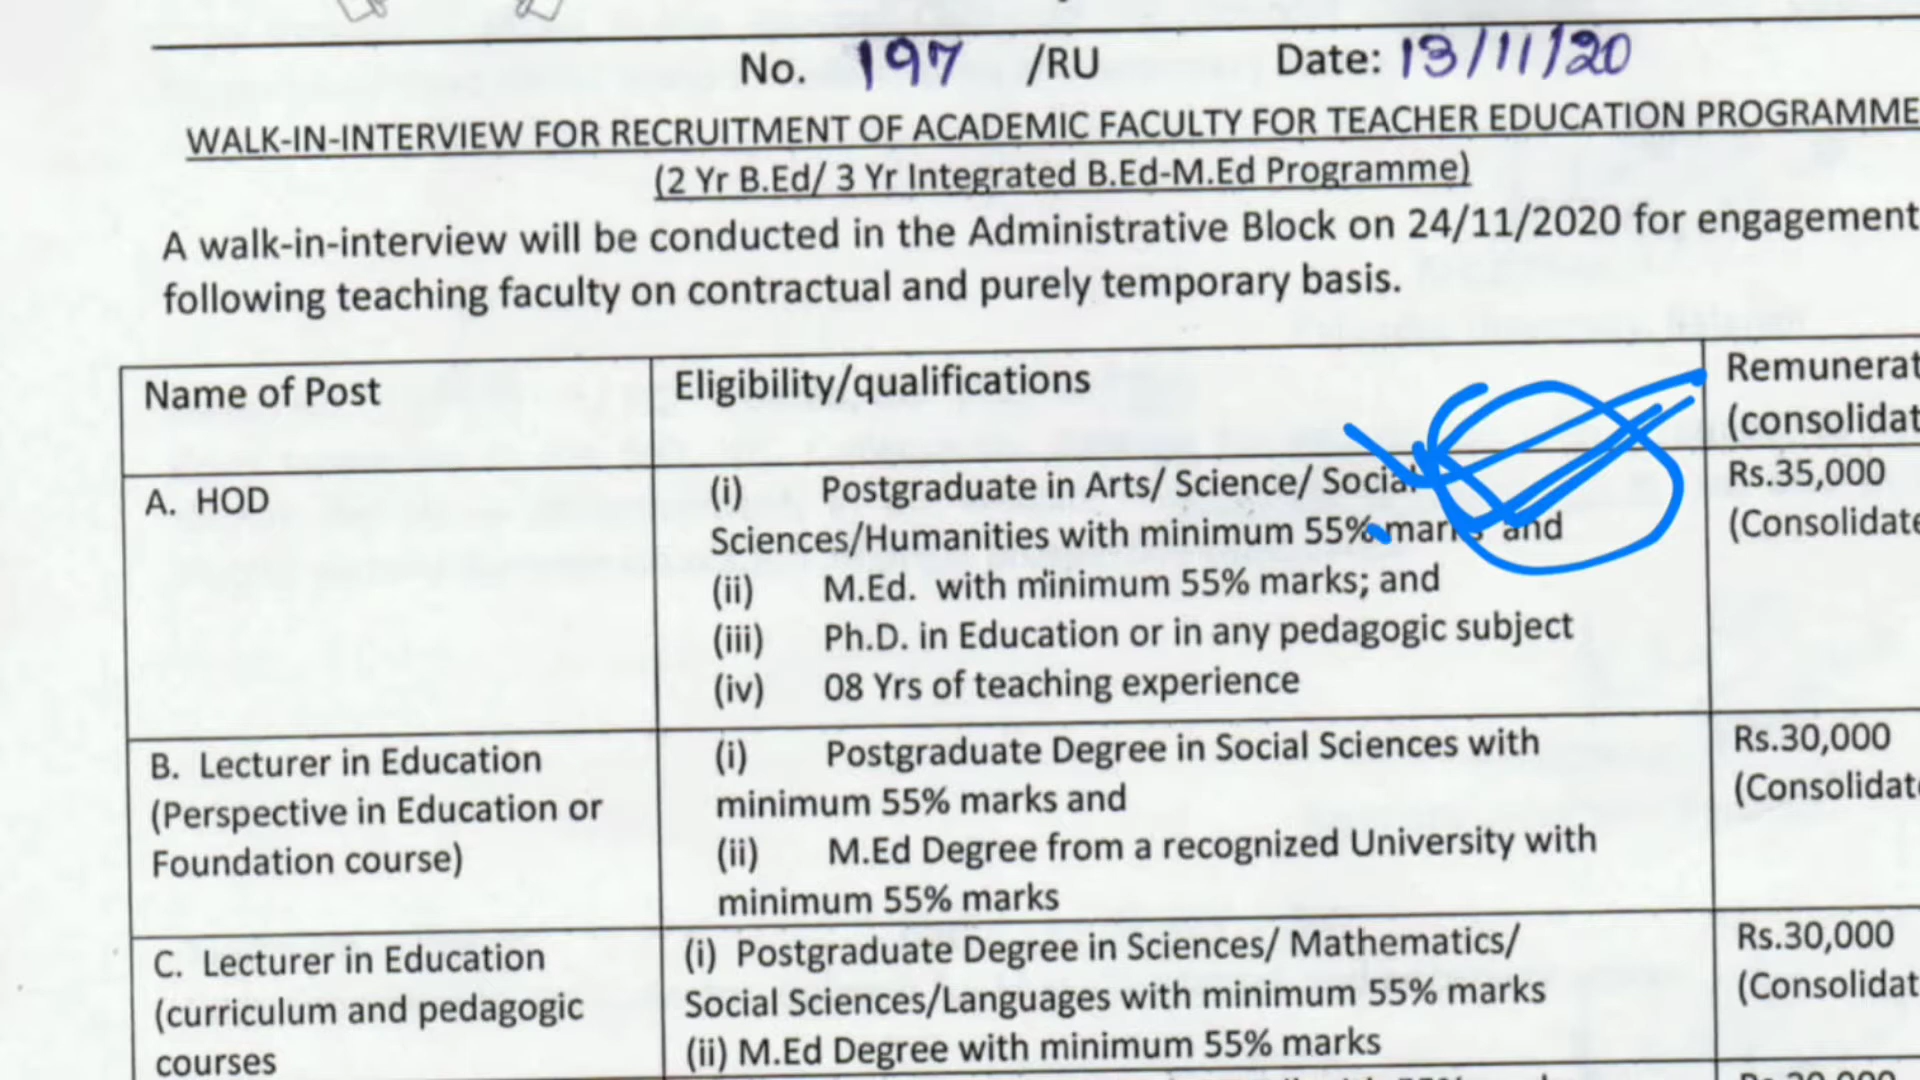 No. 197 /RU Date: 13/11/20
WALK-IN-INTERVIEW FOR RECRUITMENT OF ACADEMIC FACULTY FOR TEACHER EDUCATION PROGRAMME
(2 Yr B.Ed/ 3 Yr Integrated B.Ed-M.Ed Programme)
A walk-in-interview will be conducted in the Administrative Block on 24/11/2020 for engagement
following teaching faculty on contractual and purely temporary basis.
Name of Post
Eligibility/qualifications
Remunerat
(consolidat
A. HOD
(i) Postgraduate in Arts/ Science/ Social
Sciences/Humanities with minimum 55% marks and
(ii) M.Ed. with minimum 55% marks; and
(iii) Ph.D. in Education or in any pedagogic subject
(iv) 08 Yrs of teaching experience
Rs.35,000
(Consolidate
B. Lecturer in Education
(Perspective in Education or
Foundation course)
(i) Postgraduate Degree in Social Sciences with
minimum 55% marks and
(ii) M.Ed Degree from a recognized University with
minimum 55% marks
Rs.30,000
(Consolidate
C. Lecturer in Education
(curriculum and pedagogic
courses
(i) Postgraduate Degree in Sciences/ Mathematics/
Social Sciences/Languages with minimum 55% marks
(ii) M.Ed Degree with minimum 55% marks
Rs.30,000
(Consolidat